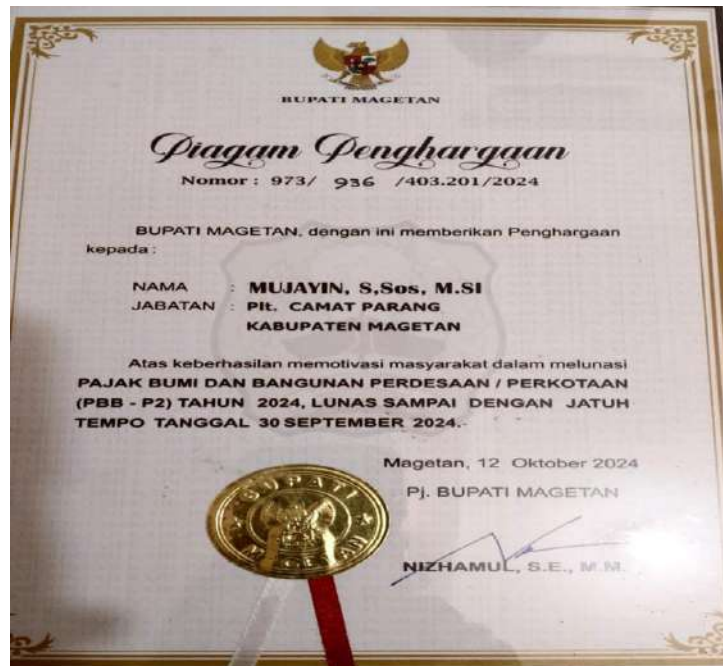 BUPATI MAGETAN
Piagam Penghargaan
Nomor : 973/ 936 /403.201/2024
BUPATI MAGETAN, dengan ini memberikan Penghargaan
kepada :
NAMA : MUJAYIN, S,Sos, M.SI
JABATAN : Plt. CAMAT PARANG
KABUPATEN MAGETAN
Atas keberhasilan memotivasi masyarakat dalam melunasi
PAJAK BUMI DAN BANGUNAN PERDESAAN / PERKOTAAN
(PBB - P2) TAHUN 2024, LUNAS SAMPAI DENGAN JATUH
TEMPO TANGGAL 30 SEPTEMBER 2024.-
Magetan, 12 Oktober 2024
Pj. BUPATI MAGETAN
BUPATI
MAGETAN
NIZHAMUL, S.E., M.M.